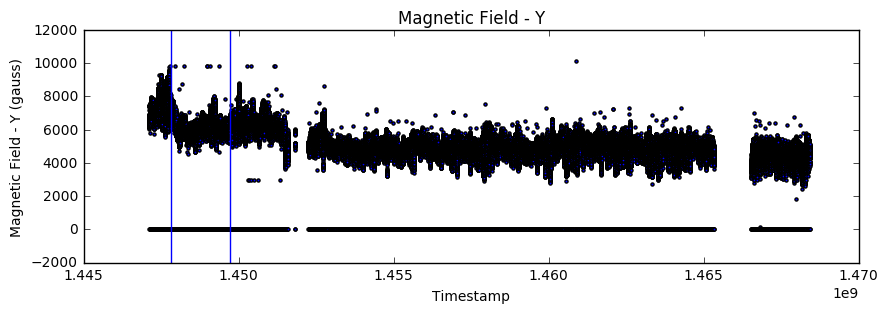 Magnetic Field - Y
Magnetic Field - Y (gauss)
12000
10000
8000
6000
4000
2000
0
−2000
1.445 1.450 1.455 1.460 1.465 1.470
1e9
Timestamp